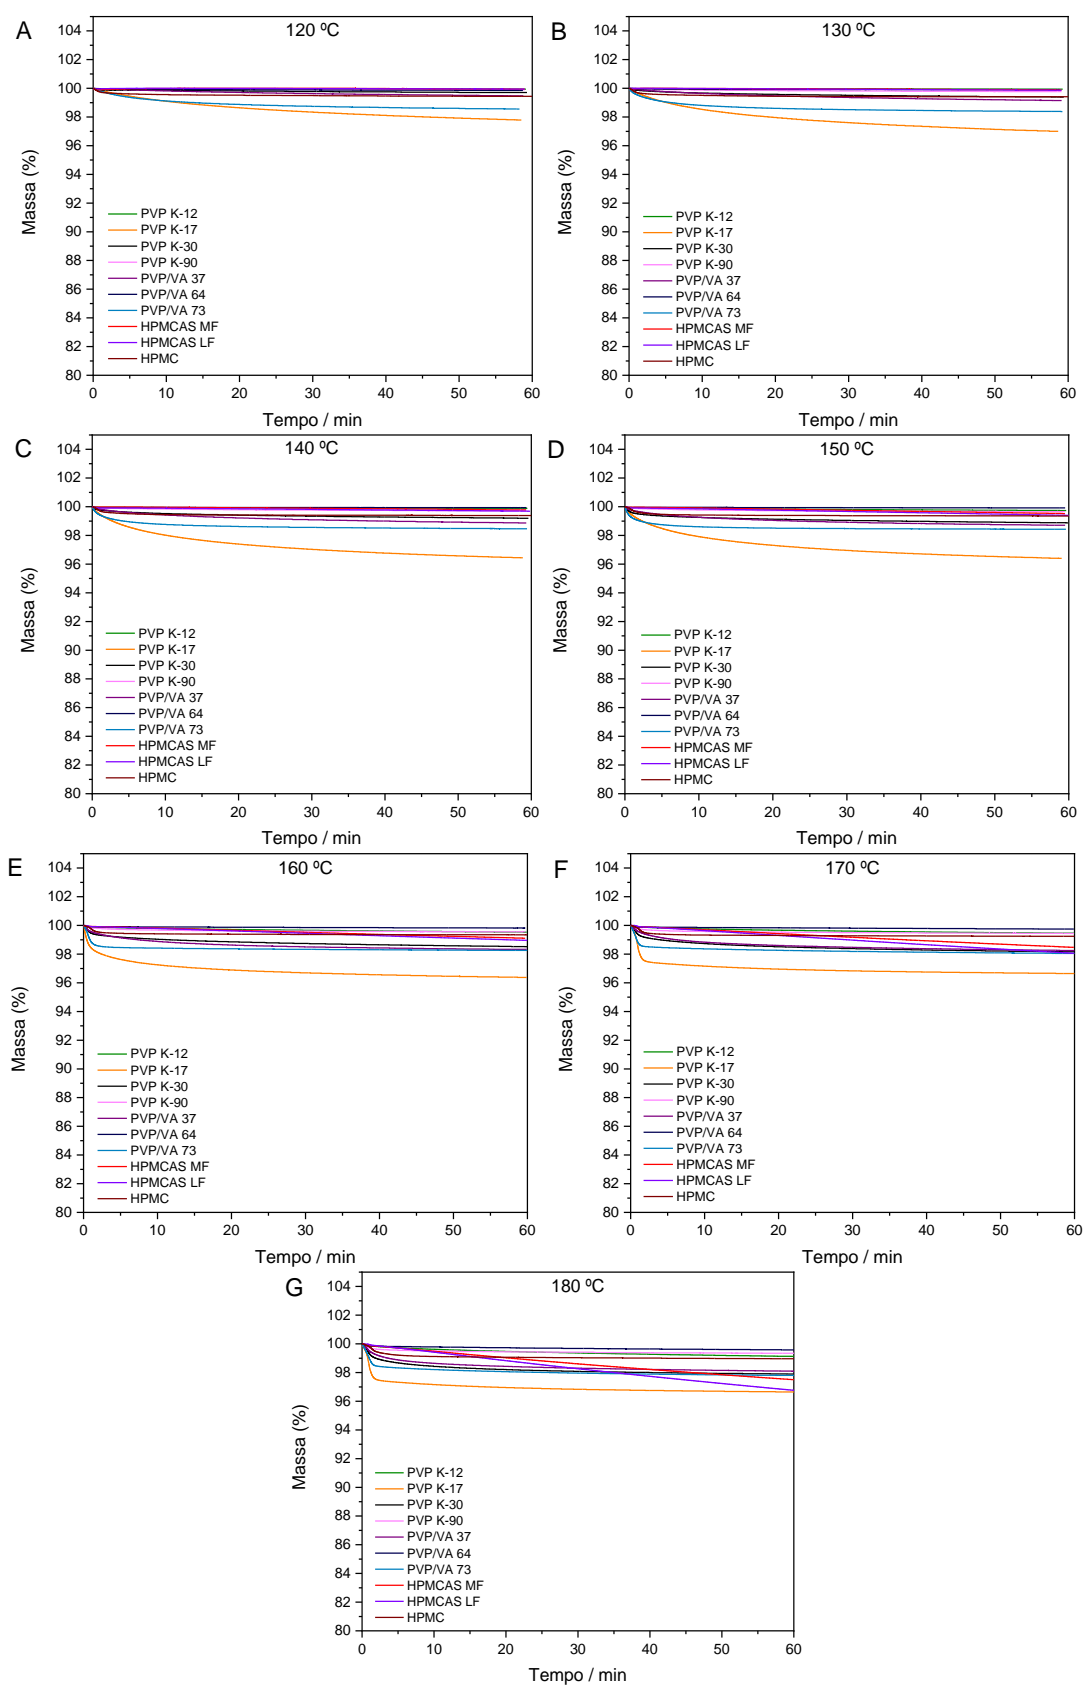 A
120 ºC
104
102
100
98
96
94
92
90
88
86
84
82
80
Massa (%)
PVP K-12
PVP K-17
PVP K-30
PVP K-90
PVP/VA 37
PVP/VA 64
PVP/VA 73
HPMCAS MF
HPMCAS LF
HPMC
0 10 20 30 40 50 60
Tempo / min
B
130 ºC
104
102
100
98
96
94
92
90
88
86
84
82
80
Massa (%)
PVP K-12
PVP K-17
PVP K-30
PVP K-90
PVP/VA 37
PVP/VA 64
PVP/VA 73
HPMCAS MF
HPMCAS LF
HPMC
0 10 20 30 40 50 60
Tempo / min
C
140 ºC
104
102
100
98
96
94
92
90
88
86
84
82
80
Massa (%)
PVP K-12
PVP K-17
PVP K-30
PVP K-90
PVP/VA 37
PVP/VA 64
PVP/VA 73
HPMCAS MF
HPMCAS LF
HPMC
0 10 20 30 40 50 60
Tempo / min
D
150 ºC
104
102
100
98
96
94
92
90
88
86
84
82
80
Massa (%)
PVP K-12
PVP K-17
PVP K-30
PVP K-90
PVP/VA 37
PVP/VA 64
PVP/VA 73
HPMCAS MF
HPMCAS LF
HPMC
0 10 20 30 40 50 60
Tempo / min
E
160 ºC
104
102
100
98
96
94
92
90
88
86
84
82
80
Massa (%)
PVP K-12
PVP K-17
PVP K-30
PVP K-90
PVP/VA 37
PVP/VA 64
PVP/VA 73
HPMCAS MF
HPMCAS LF
HPMC
0 10 20 30 40 50 60
Tempo / min
F
170 ºC
104
102
100
98
96
94
92
90
88
86
84
82
80
Massa (%)
PVP K-12
PVP K-17
PVP K-30
PVP K-90
PVP/VA 37
PVP/VA 64
PVP/VA 73
HPMCAS MF
HPMCAS LF
HPMC
0 10 20 30 40 50 60
Tempo / min
G
180 ºC
104
102
100
98
96
94
92
90
88
86
84
82
80
Massa (%)
PVP K-12
PVP K-17
PVP K-30
PVP K-90
PVP/VA 37
PVP/VA 64
PVP/VA 73
HPMCAS MF
HPMCAS LF
HPMC
0 10 20 30 40 50 60
Tempo / min